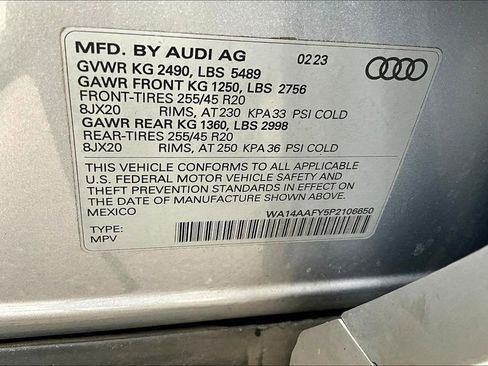 MFD. BY AUDI AG 02 23
GVWR KG 2490, LBS 5489
GAWR FRONT KG 1250, LBS 2756
FRONT-TIRES 255/45 R20
8JX20 RIMS, AT 230 KPA 33 PSI COLD
GAWR REAR KG 1360, LBS 2998
REAR-TIRES 255/45 R20
8JX20 RIMS, AT 250 KPA 36 PSI COLD
THIS VEHICLE CONFORMS TO ALL APPLICABLE
U.S. FEDERAL MOTOR VEHICLE SAFETY AND
THEFT PREVENTION STANDARDS IN EFFECT ON
THE DATE OF MANUFACTURE SHOWN ABOVE.
MEXICO WA14AAFY5P2106650
TYPE:
MPV